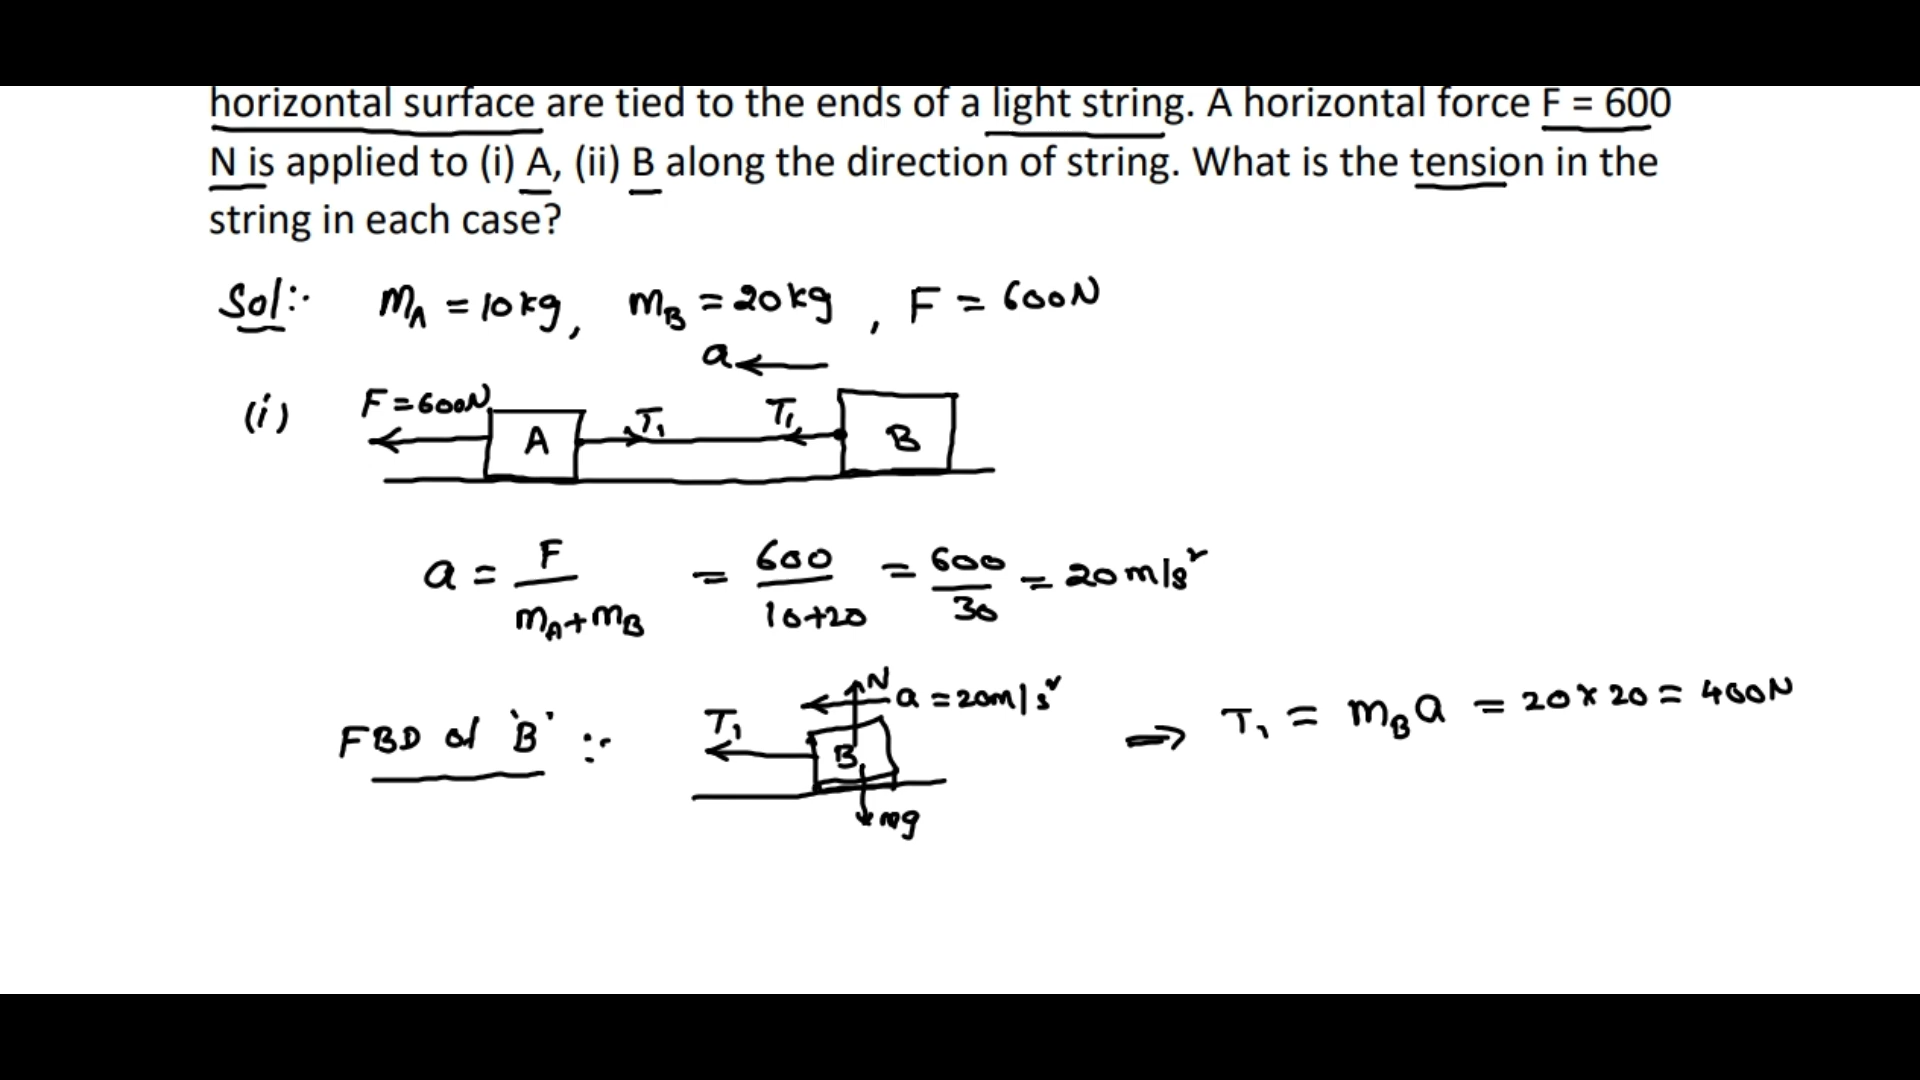 horizontal surface are tied to the ends of a light string. A horizontal force F = 600
N is applied to (i) A, (ii) B along the direction of string. What is the tension in the
string in each case?
Sol:- m_A = 10kg, m_B = 20kg, F = 600N
a
(i) F = 600N A T₁ T₁ B
a = F/(m_A+m_B) = 600/(10+20) = 600/30 = 20m/s²
FBD of 'B' :- T₁ B N a = 20m/s² mg ⇒ T₁ = m_B a = 20 × 20 = 400N